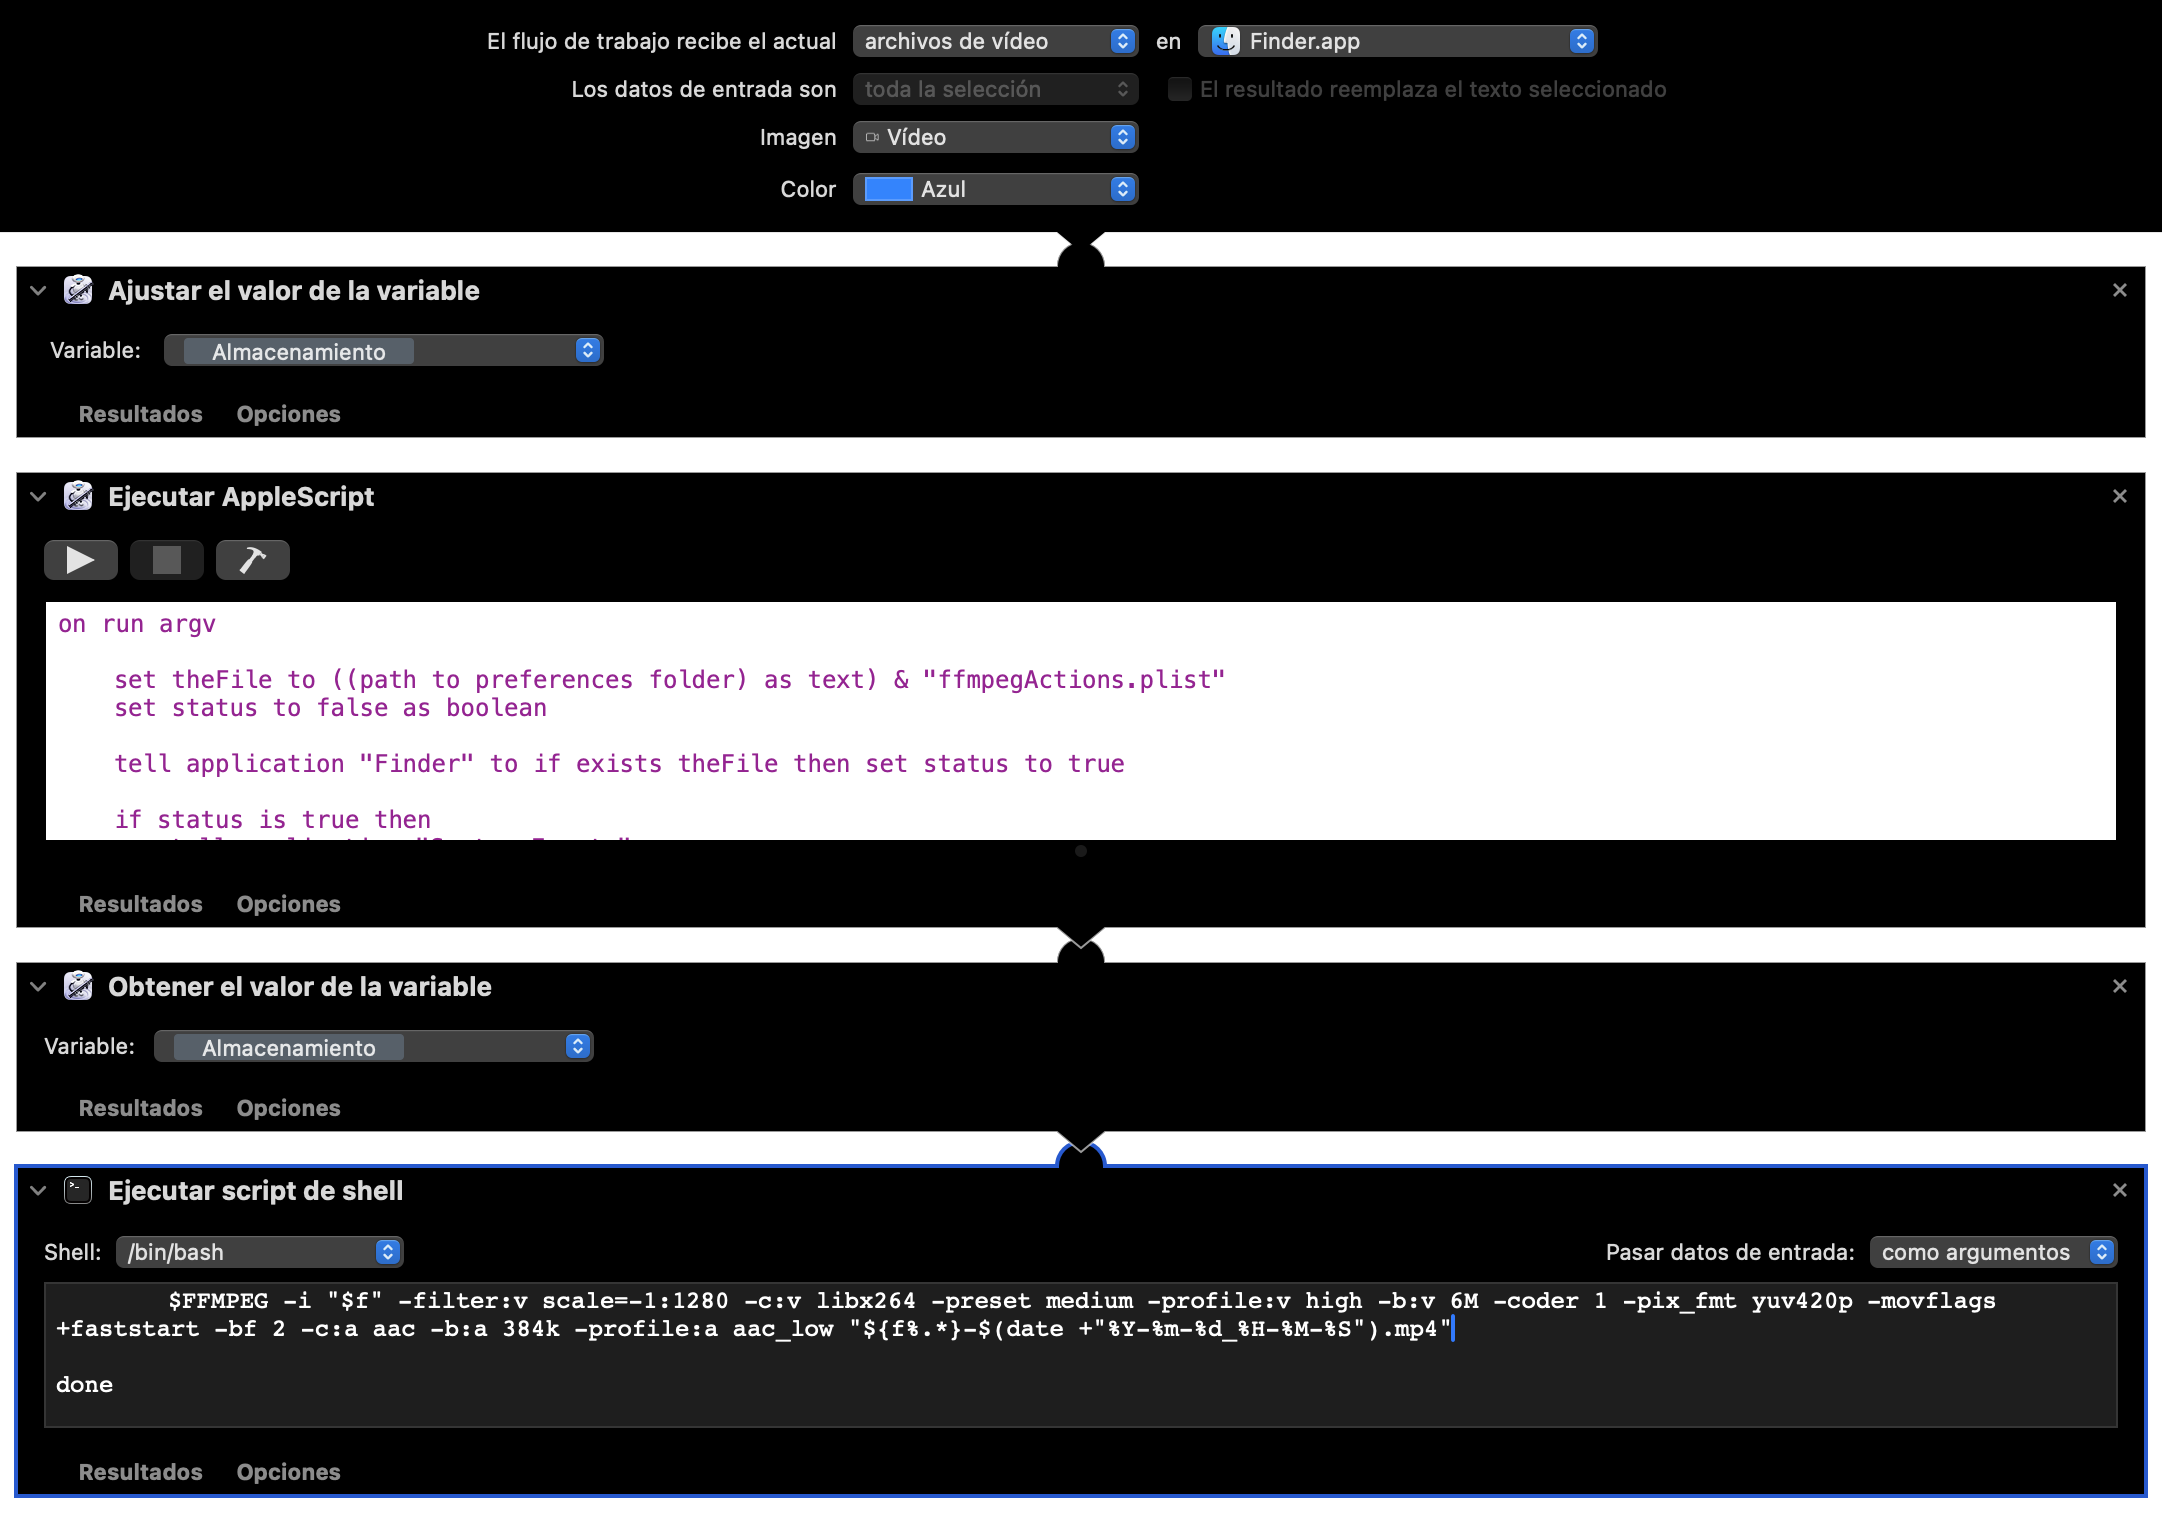 El flujo de trabajo recibe el actual archivos de vídeo en Finder.app
Los datos de entrada son toda la selección El resultado reemplaza el texto seleccionado
Imagen Vídeo
Color Azul
Ajustar el valor de la variable
Variable: Almacenamiento
Resultados Opciones
Ejecutar AppleScript
on run argv
set theFile to ((path to preferences folder) as text) & "ffmpegActions.plist"
set status to false as boolean
tell application "Finder" to if exists theFile then set status to true
if status is true then
Resultados Opciones
Obtener el valor de la variable
Variable: Almacenamiento
Resultados Opciones
Ejecutar script de shell
Shell: /bin/bash Pasar datos de entrada: como argumentos
$FFMPEG -i "$f" -filter:v scale=-1:1280 -c:v libx264 -preset medium -profile:v high -b:v 6M -coder 1 -pix_fmt yuv420p -movflags
+faststart -bf 2 -c:a aac -b:a 384k -profile:a aac_low "${f%.*}-$(date +"%Y-%m-%d_%H-%M-%S").mp4"
done
Resultados Opciones